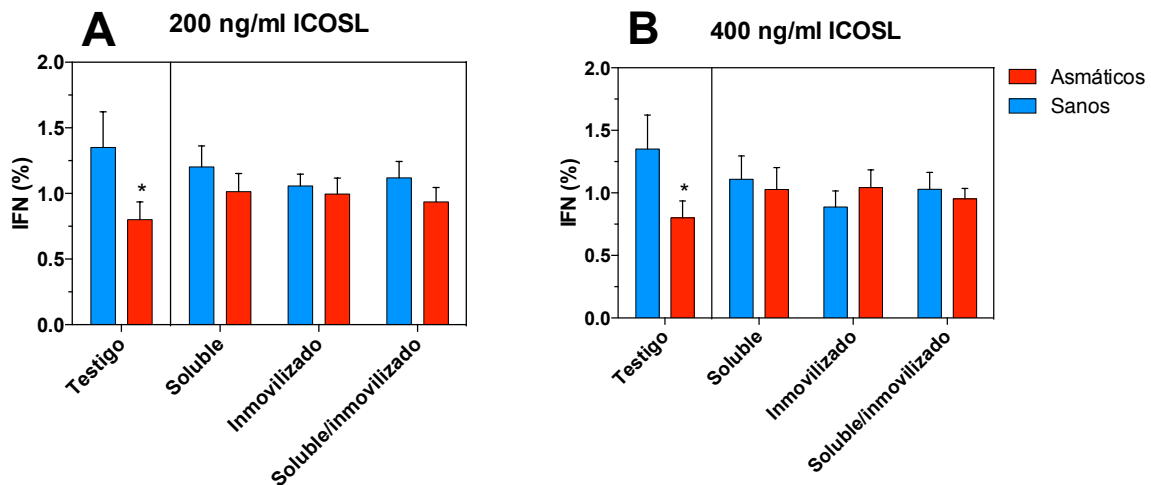 A
200 ng/ml ICOSL
IFN (%)
2.0
1.5
1.0
0.5
0.0
*
Testigo
Soluble
Inmovilizado
Soluble/inmovilizado
B
400 ng/ml ICOSL
IFN (%)
2.0
1.5
1.0
0.5
0.0
*
Testigo
Soluble
Inmovilizado
Soluble/inmovilizado
Asmáticos
Sanos